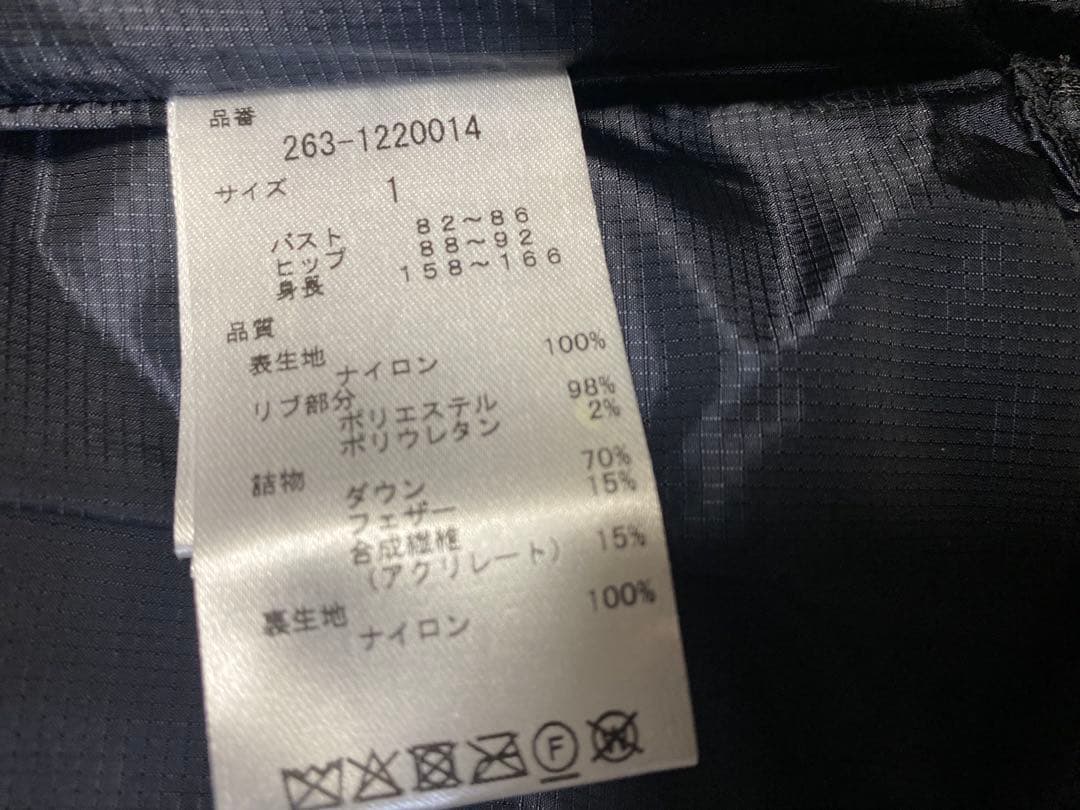 品番
263-1220014
サイズ 1
バスト 82～86
ヒップ 88～92
身長 158～166
品質
表生地
ナイロン 100%
リブ部分
ポリエステル 98%
ポリウレタン 2%
詰物
ダウン 70%
フェザー 15%
合成繊維 15%
(アクリレート)
裏生地
ナイロン 100%
F
W